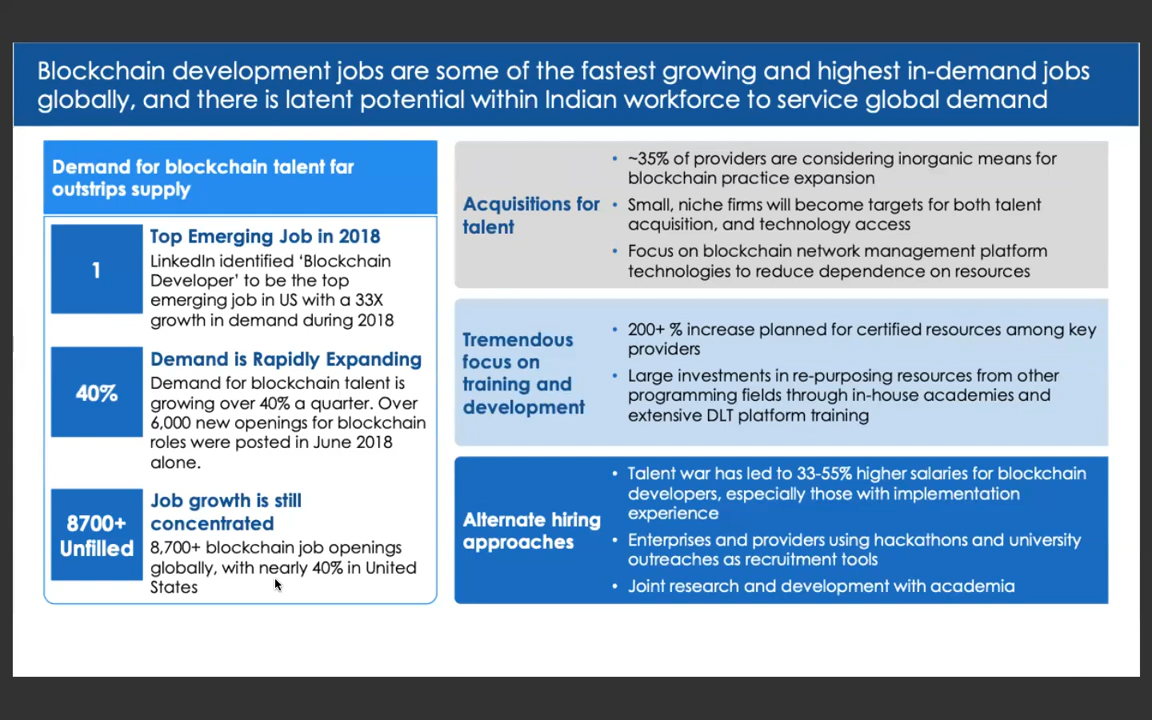 Blockchain development jobs are some of the fastest growing and highest in-demand jobs
globally, and there is latent potential within Indian workforce to service global demand
Demand for blockchain talent far
outstrips supply
1
Top Emerging Job in 2018
LinkedIn identified ‘Blockchain
Developer’ to be the top
emerging job in US with a 33X
growth in demand during 2018
40%
Demand is Rapidly Expanding
Demand for blockchain talent is
growing over 40% a quarter. Over
6,000 new openings for blockchain
roles were posted in June 2018
alone.
8700+
Unfilled
Job growth is still
concentrated
8,700+ blockchain job openings
globally, with nearly 40% in United
States
Acquisitions for
talent
• ~35% of providers are considering inorganic means for
blockchain practice expansion
• Small, niche firms will become targets for both talent
acquisition, and technology access
• Focus on blockchain network management platform
technologies to reduce dependence on resources
Tremendous
focus on
training and
development
• 200+ % increase planned for certified resources among key
providers
• Large investments in re-purposing resources from other
programming fields through in-house academies and
extensive DLT platform training
Alternate hiring
approaches
• Talent war has led to 33-55% higher salaries for blockchain
developers, especially those with implementation
experience
• Enterprises and providers using hackathons and university
outreaches as recruitment tools
• Joint research and development with academia